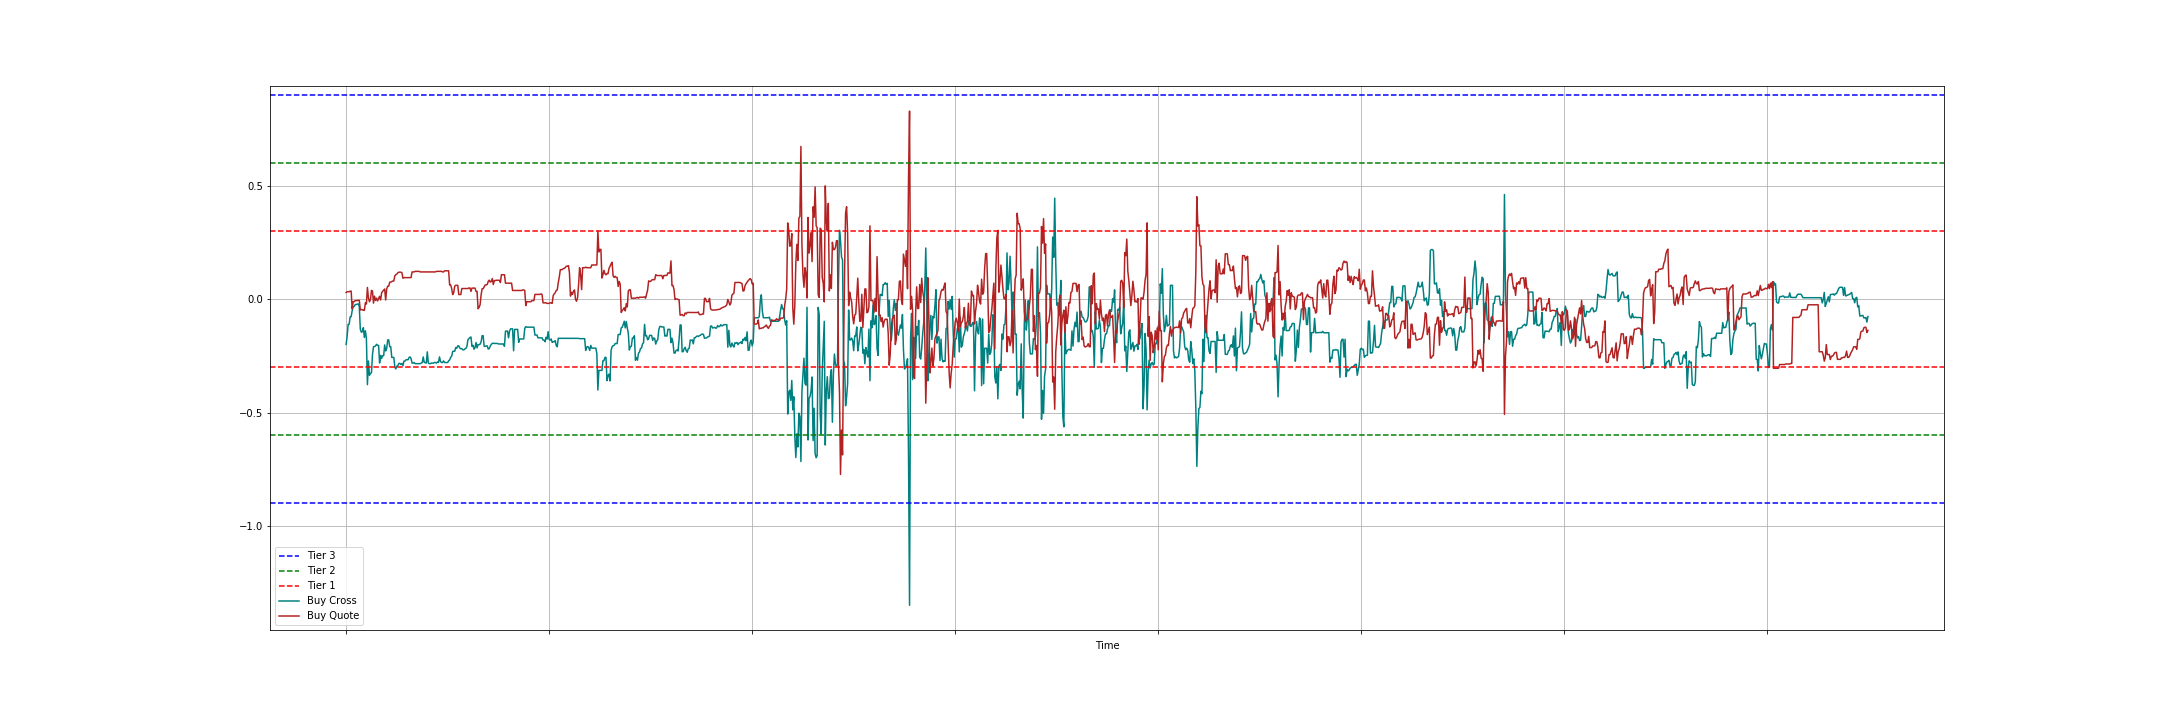 0.5
0.0
−0.5
−1.0
Tier 3
Tier 2
Tier 1
Buy Cross
Buy Quote
Time